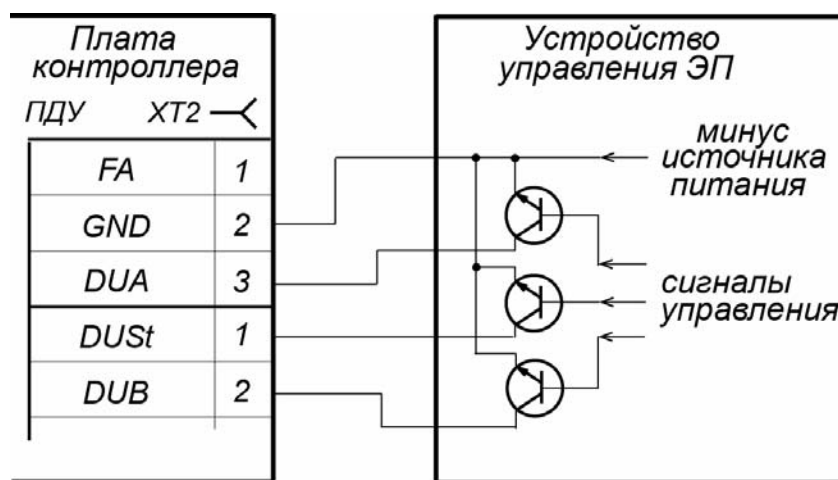 Плата
контроллера
ПДУ XT2
FA 1
GND 2
DUA 3
DUSt 1
DUB 2
Устройство
управления ЭП
минус
источника
питания
сигналы
управления